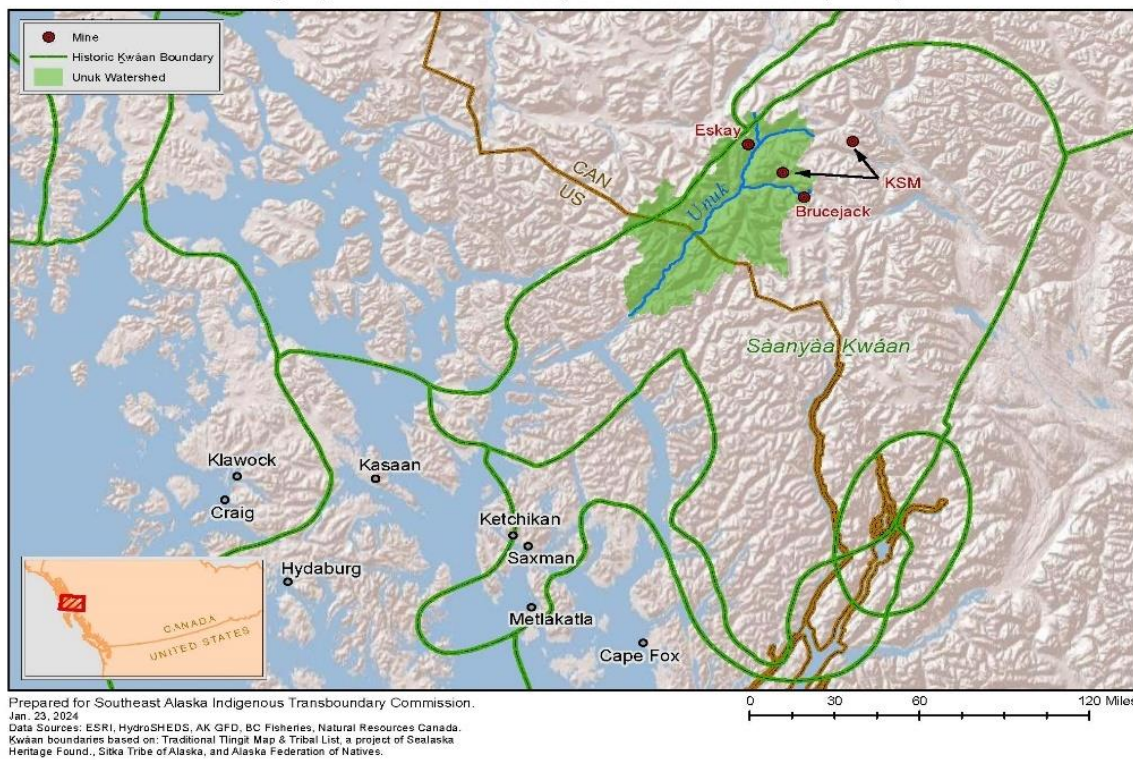 Mine
Historic Ḵwáan Boundary
Unuk Watershed
Eskay
CAN
US
Unuk
KSM
Brucejack
Sàanyàa Ḵwáan
Klawock
Craig
Kasaan
Ketchikan
Saxman
Hydaburg
Metlakatla
Cape Fox
CANADA
UNITED STATES
Prepared for Southeast Alaska Indigenous Transboundary Commission.
Jan. 23, 2024
Data Sources: ESRI, HydroSHEDS, AK GFD, BC Fisheries, Natural Resources Canada.
Ḵwáan boundaries based on: Traditional Tlingit Map & Tribal List, a project of Sealaska
Heritage Found., Sitka Tribe of Alaska, and Alaska Federation of Natives.
0 30 60 120 Miles